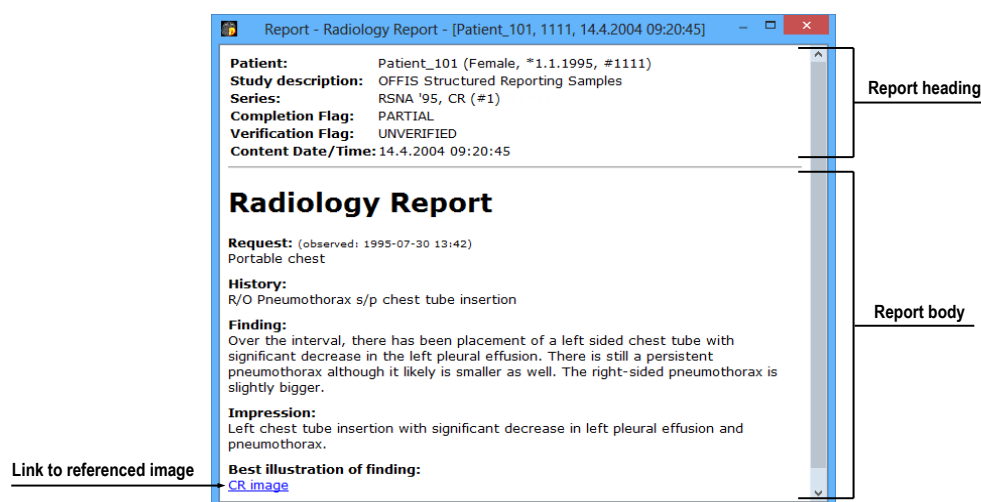 Report - Radiology Report - [Patient_101, 1111, 14.4.2004 09:20:45]
Patient: Patient_101 (Female, *1.1.1995, #1111)
Study description: OFFIS Structured Reporting Samples
Series: RSNA '95, CR (#1)
Completion Flag: PARTIAL
Verification Flag: UNVERIFIED
Content Date/Time: 14.4.2004 09:20:45
Report heading
Radiology Report
Request: (observed: 1995-07-30 13:42)
Portable chest
History:
R/O Pneumothorax s/p chest tube insertion
Finding:
Over the interval, there has been placement of a left sided chest tube with
significant decrease in the left pleural effusion. There is still a persistent
pneumothorax although it likely is smaller as well. The right-sided pneumothorax is
slightly bigger.
Report body
Impression:
Left chest tube insertion with significant decrease in left pleural effusion and
pneumothorax.
Best illustration of finding:
CR image
Link to referenced image